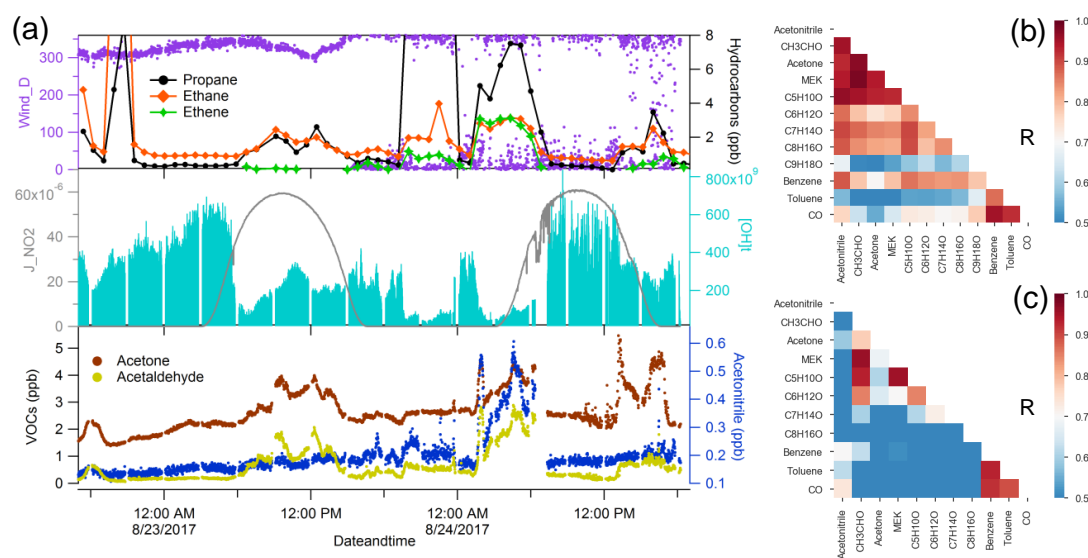 (a)
Wind_D
300
200
100
0
Propane
Ethane
Ethene
8
6
4
2
Hydrocarbons (ppb)
J_NO2
60x10-6
40
20
0
800x10^9
600
400
200
[OH]t
VOCs (ppb)
5
4
3
2
1
0
Acetone
Acetaldehyde
0.6
0.5
0.4
0.3
0.2
0.1
Acetonitrile (ppb)
12:00 AM 12:00 PM 12:00 AM 12:00 PM
8/23/2017 8/24/2017
Dateandtime
(b)
Acetonitrile
CH3CHO
Acetone
MEK
C5H10O
C6H12O
C7H14O
C8H16O
C9H18O
Benzene
Toluene
CO
Acetonitrile
CH3CHO
Acetone
MEK
C5H10O
C6H12O
C7H14O
C8H16O
C9H18O
Benzene
Toluene
CO
R
1.0
0.9
0.8
0.7
0.6
0.5
(c)
Acetonitrile
CH3CHO
Acetone
MEK
C5H10O
C6H12O
C7H14O
C8H16O
Benzene
Toluene
CO
Acetonitrile
CH3CHO
Acetone
MEK
C5H10O
C6H12O
C7H14O
C8H16O
Benzene
Toluene
CO
R
1.0
0.9
0.8
0.7
0.6
0.5